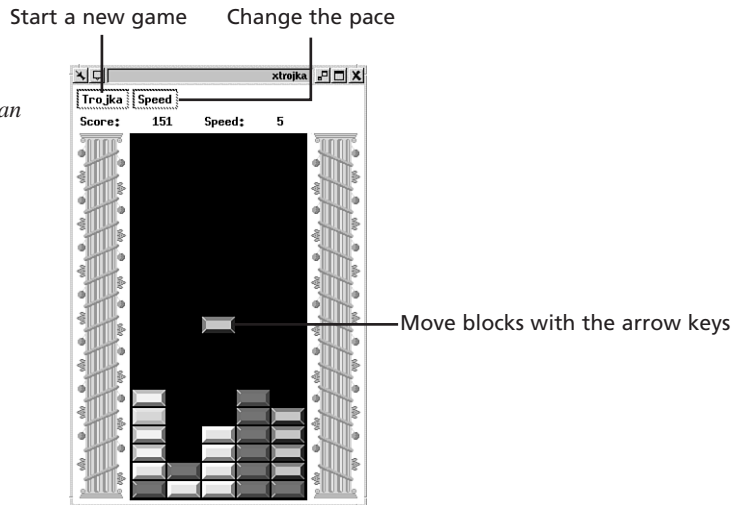 Start a new game
Change the pace
xtrojka
an
Trojka Speed
Score: 151 Speed: 5
Move blocks with the arrow keys